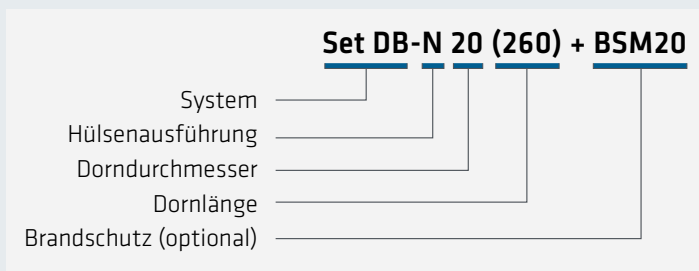 Set DB-N 20 (260) + BSM20
System
Hülsenausführung
Dorndurchmesser
Dornlänge
Brandschutz (optional)